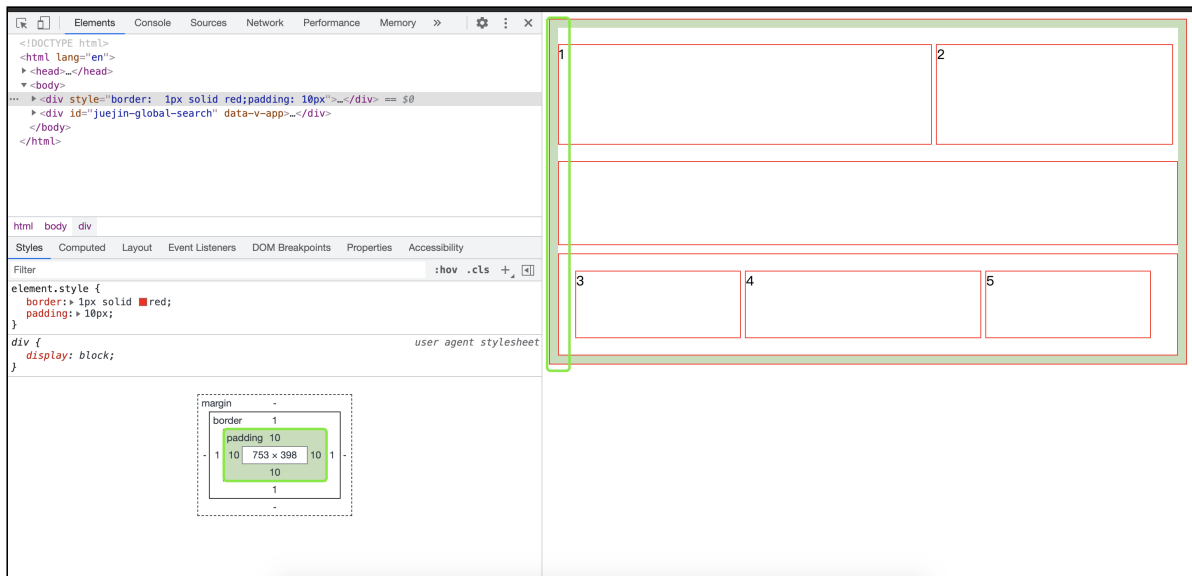 Elements Console Sources Network Performance Memory »
<!DOCTYPE html>
<html lang="en">
<head>…</head>
<body>
<div style="border:  1px solid red;padding: 10px">…</div> == $0
<div id="juejin-global-search" data-v-app>…</div>
</body>
</html>
html body div
Styles Computed Layout Event Listeners DOM Breakpoints Properties Accessibility
Filter :hov .cls +
element.style {
border: 1px solid red;
padding: 10px;
}
div { user agent stylesheet
display: block;
}
margin -
border 1
padding 10
- 1 10 753 × 398 10 1 -
10
1
-
1 2
3 4 5